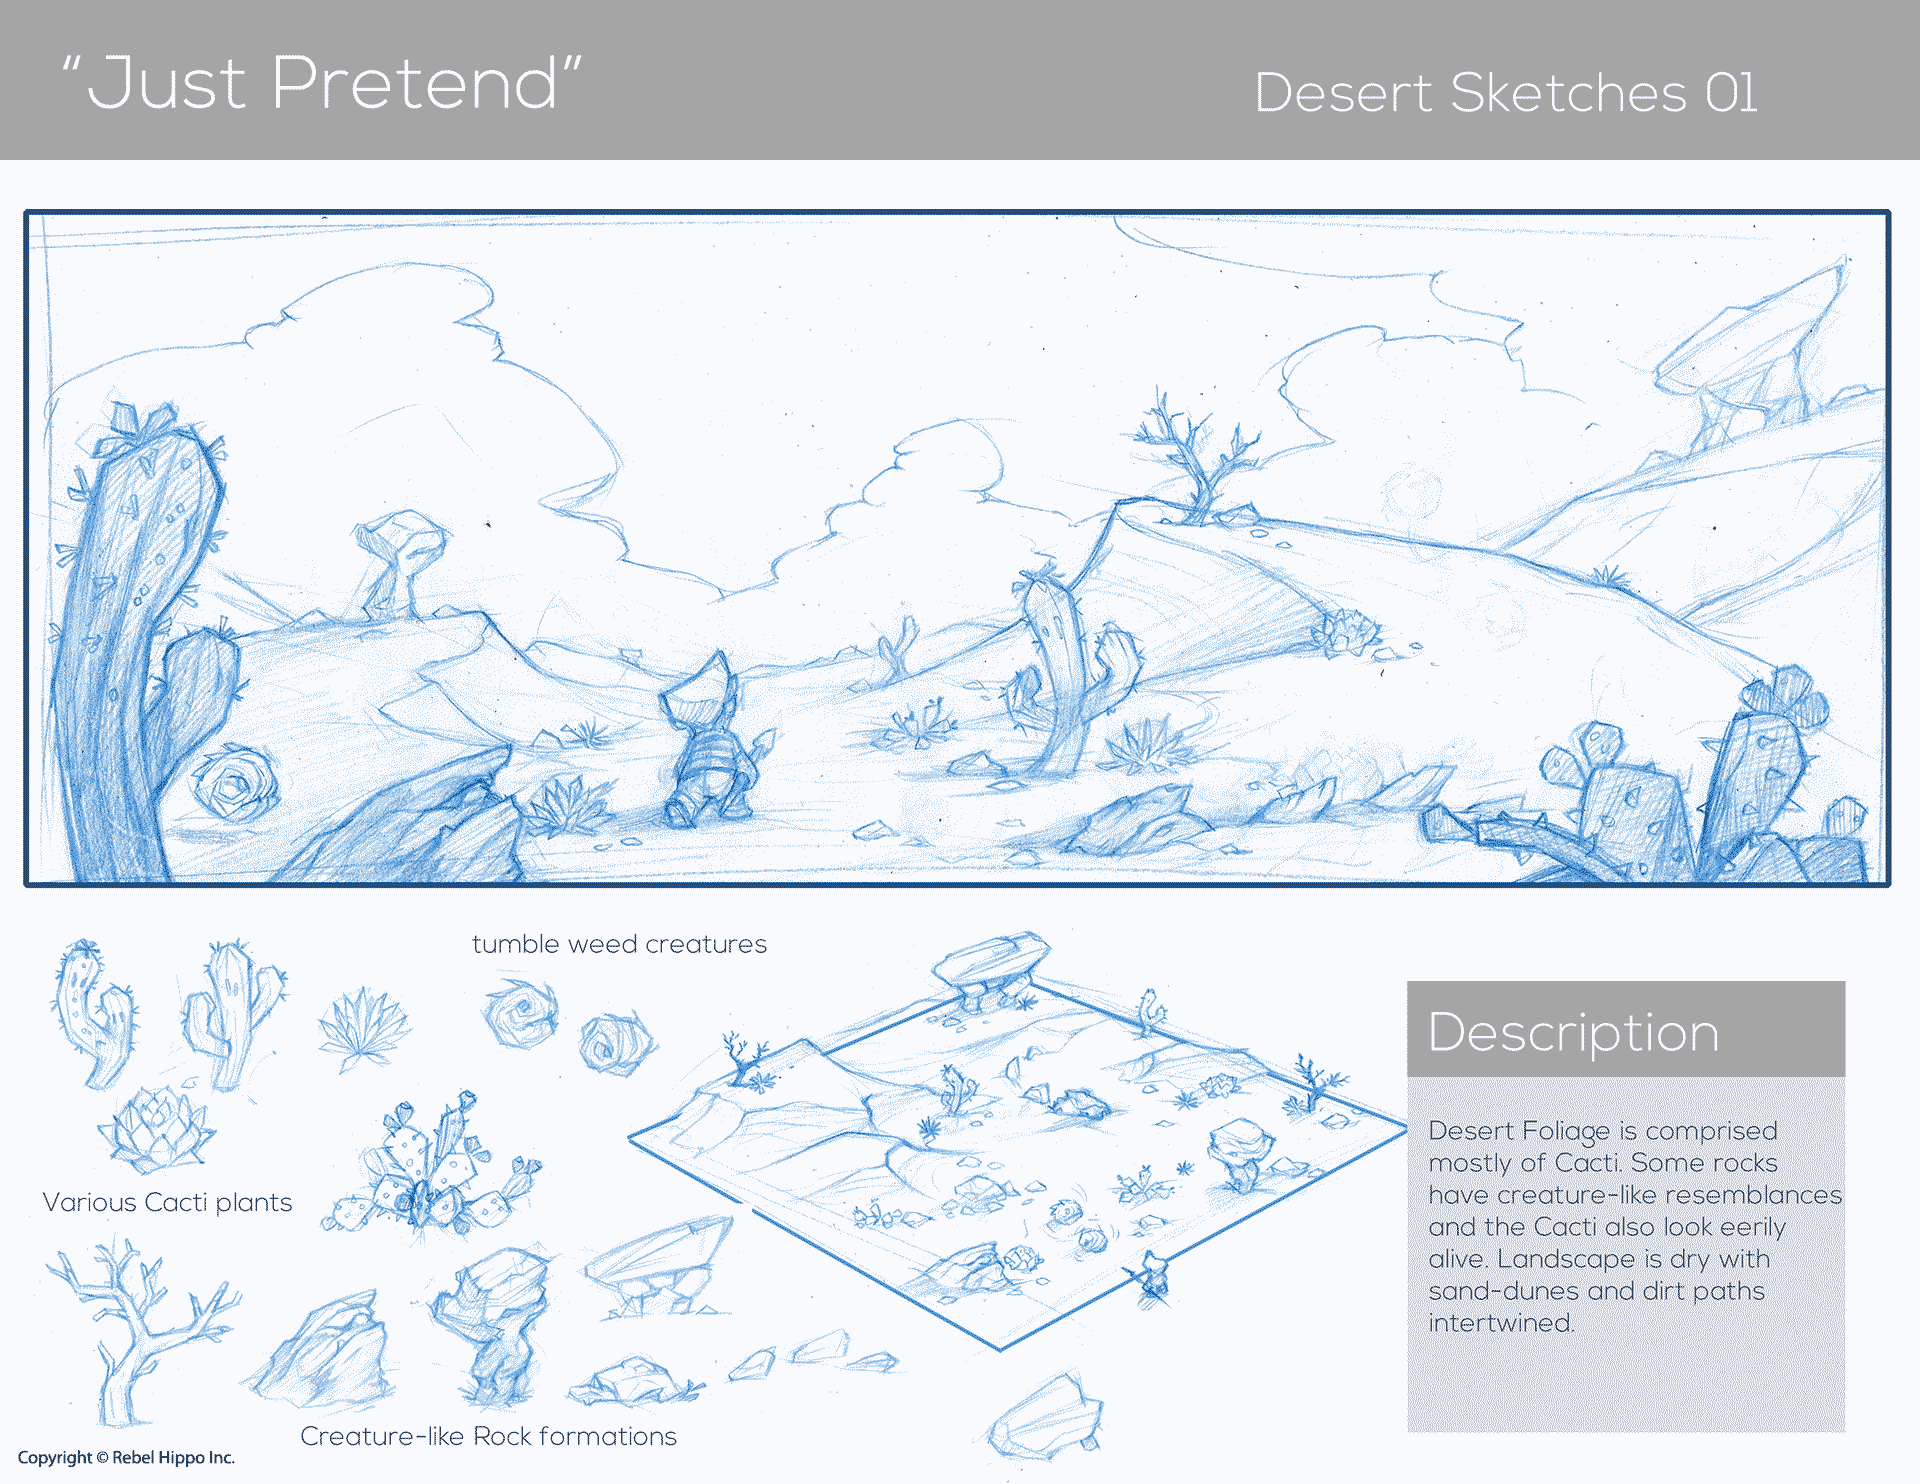 “Just Pretend”
Desert Sketches 01
tumble weed creatures
Various Cacti plants
Creature-like Rock formations
Description
Desert Foliage is comprised
mostly of Cacti. Some rocks
have creature-like resemblances
and the Cacti also look eerily
alive. Landscape is dry with
sand-dunes and dirt paths
intertwined.
Copyright © Rebel Hippo Inc.